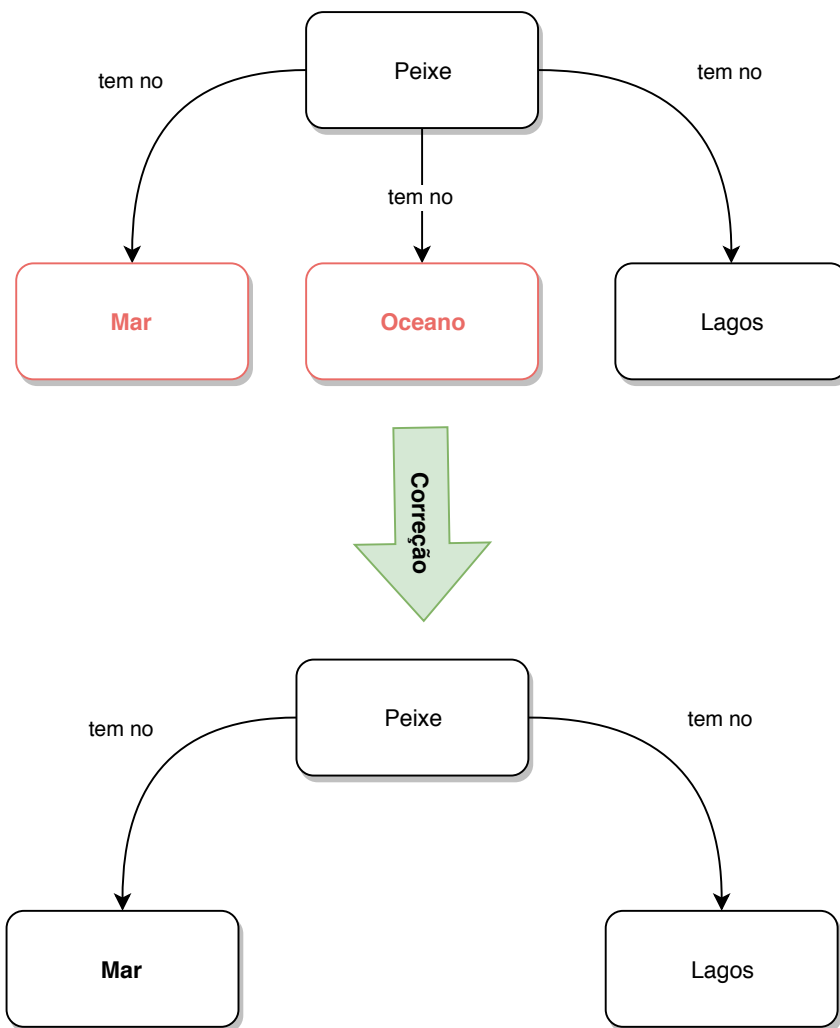 Peixe
tem no
tem no
tem no
Mar
Oceano
Lagos
Correção
Peixe
tem no
tem no
Mar
Lagos